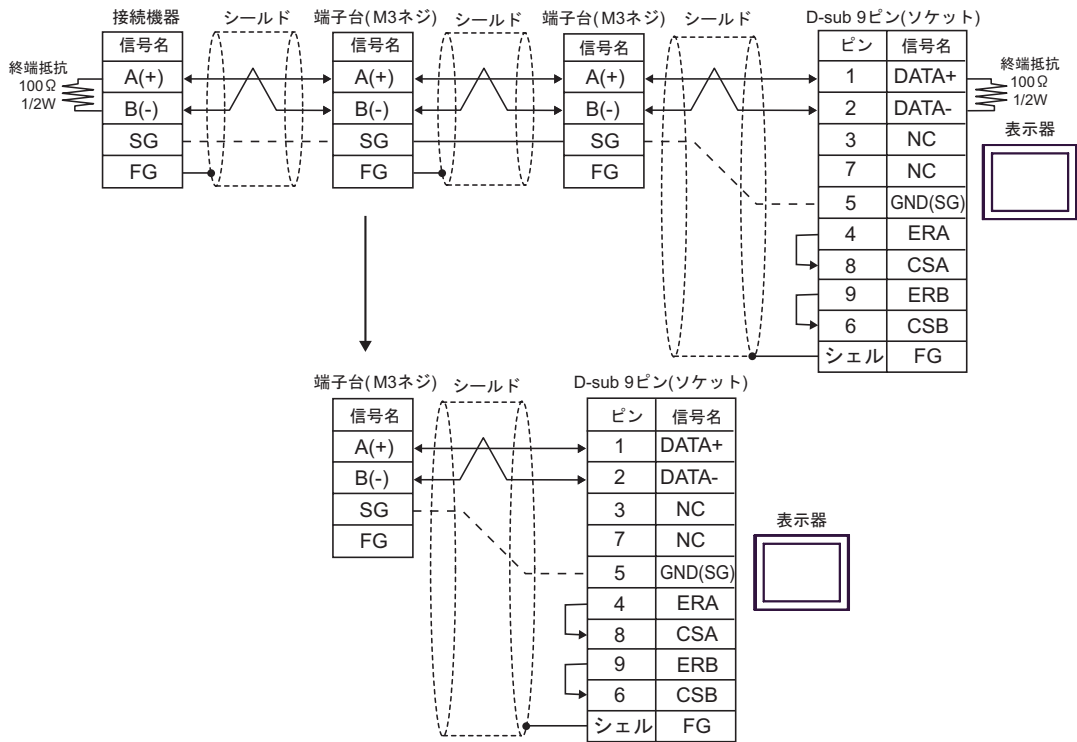 接続機器 シールド 端子台(M3ネジ) シールド 端子台(M3ネジ) シールド D-sub 9ピン(ソケット)
信号名 信号名 信号名 ピン 信号名
終端抵抗
100Ω
1/2W
A(+) A(+) A(+) 1 DATA+
B(-) B(-) B(-) 2 DATA-
終端抵抗
100Ω
1/2W
SG SG SG 3 NC
表示器
FG FG FG 7 NC
5 GND(SG)
4 ERA
8 CSA
9 ERB
6 CSB
シェル FG
端子台(M3ネジ) シールド D-sub 9ピン(ソケット)
信号名 ピン 信号名
A(+) 1 DATA+
B(-) 2 DATA-
SG 3 NC
表示器
FG 7 NC
5 GND(SG)
4 ERA
8 CSA
9 ERB
6 CSB
シェル FG